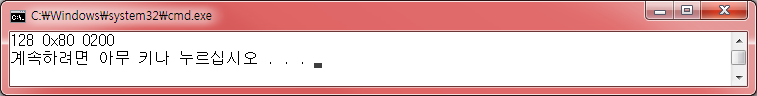 C:₩Windows₩system32₩cmd.exe
128 0x80 0200
계속하려면 아무 키나 누르십시오 . . .